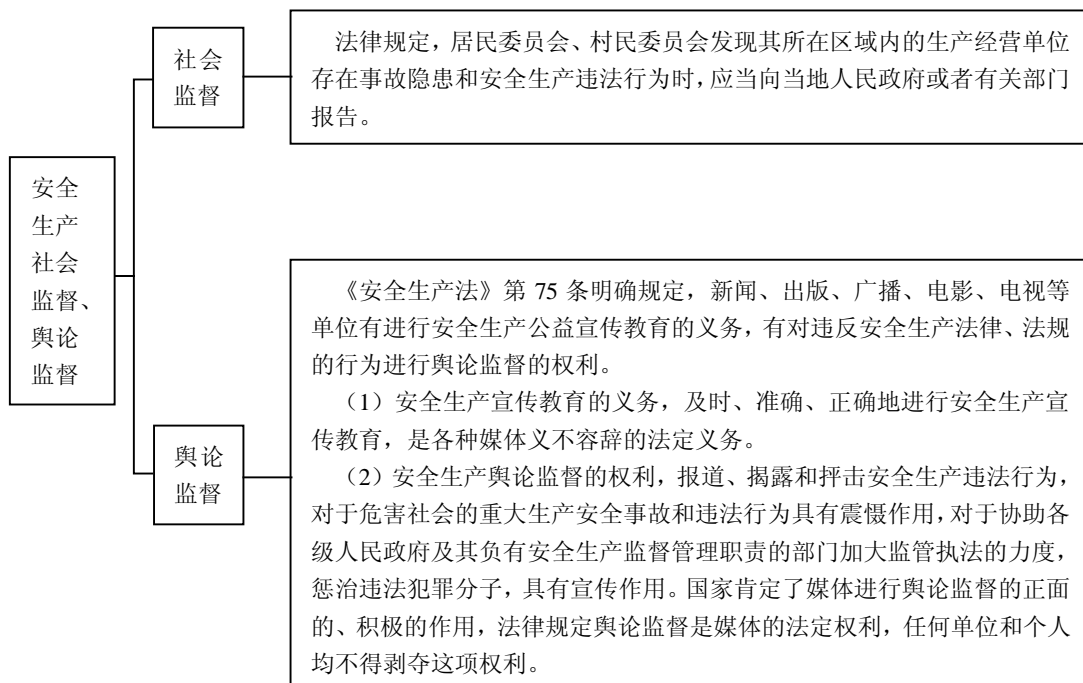 安全
生产
社会
监督、
舆论
监督
社会
监督
法律规定，居民委员会、村民委员会发现其所在区域内的生产经营单位
存在事故隐患和安全生产违法行为时，应当向当地人民政府或者有关部门
报告。
舆论
监督
《安全生产法》第 75 条明确规定，新闻、出版、广播、电影、电视等
单位有进行安全生产公益宣传教育的义务，有对违反安全生产法律、法规
的行为进行舆论监督的权利。
（1）安全生产宣传教育的义务，及时、准确、正确地进行安全生产宣
传教育，是各种媒体义不容辞的法定义务。
（2）安全生产舆论监督的权利，报道、揭露和抨击安全生产违法行为，
对于危害社会的重大生产安全事故和违法行为具有震慑作用，对于协助各
级人民政府及其负有安全生产监督管理职责的部门加大监管执法的力度，
惩治违法犯罪分子，具有宣传作用。国家肯定了媒体进行舆论监督的正面
的、积极的作用，法律规定舆论监督是媒体的法定权利，任何单位和个人
均不得剥夺这项权利。